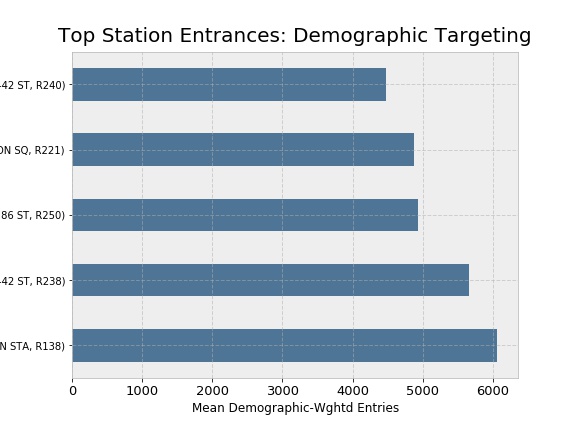 Top Station Entrances: Demographic Targeting
42 ST, R240)
SQ, R221)
86 ST, R250)
42 ST, R238)
STA, R138)
0 1000 2000 3000 4000 5000 6000
Mean Demographic-Wghtd Entries